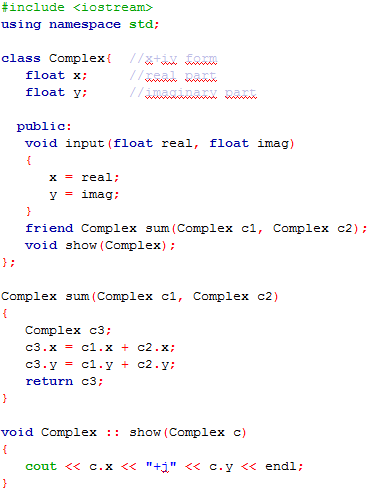 #include <iostream>
using namespace std;
class Complex{  //x+iy form
float x;      //real part
float y;      //imaginary part
public:
void input(float real, float imag)
{
x = real;
y = imag;
}
friend Complex sum(Complex c1, Complex c2);
void show(Complex);
};
Complex sum(Complex c1, Complex c2)
{
Complex c3;
c3.x = c1.x + c2.x;
c3.y = c1.y + c2.y;
return c3;
}
void Complex :: show(Complex c)
{
cout << c.x << "+j" << c.y << endl;
}